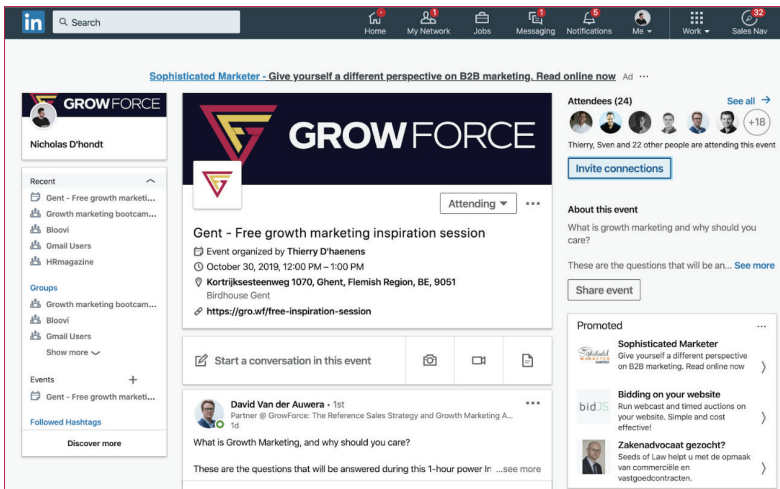 in
Search
Home
My Network
1
Jobs
Messaging
1
Notifications
5
Me
Work
Sales Nav
32
Sophisticated Marketer - Give yourself a different perspective on B2B marketing. Read online now Ad ...
GROWFORCE
Nicholas D'hondt
Recent
Gent - Free growth marketi...
Growth marketing bootcam...
Bloovi
Gmail Users
HRmagazine
Groups
Growth marketing bootcam...
Bloovi
Gmail Users
Show more
Events +
Gent - Free growth marketi...
Followed Hashtags
Discover more
GROWFORCE
Attending ...
Gent - Free growth marketing inspiration session
Event organized by Thierry D'haenens
October 30, 2019, 12:00 PM – 1:00 PM
Kortrijksesteenweg 1070, Ghent, Flemish Region, BE, 9051
Birdhouse Gent
https://gro.wf/free-inspiration-session
Start a conversation in this event
David Van der Auwera • 1st ...
Partner @ GrowForce: The Reference Sales Strategy and Growth Marketing A...
1d
What is Growth Marketing, and why should you care?
These are the questions that will be answered during this 1-hour power In ...see more
Attendees (24) See all →
+18
Thierry, Sven and 22 other people are attending this event
Invite connections
About this event
What is growth marketing and why should you
care?
These are the questions that will be an... See more
Share event
Promoted ...
Sophisticated Marketer
Give yourself a different perspective
on B2B marketing. Read online now
bidJS
Bidding on your website
Run webcast and timed auctions on
your website. Simple and cost
effective!
Zakenadvocaat gezocht?
Seeds of Law helpt u met de opmaak
van commerciële en
vastgoedcontracten.